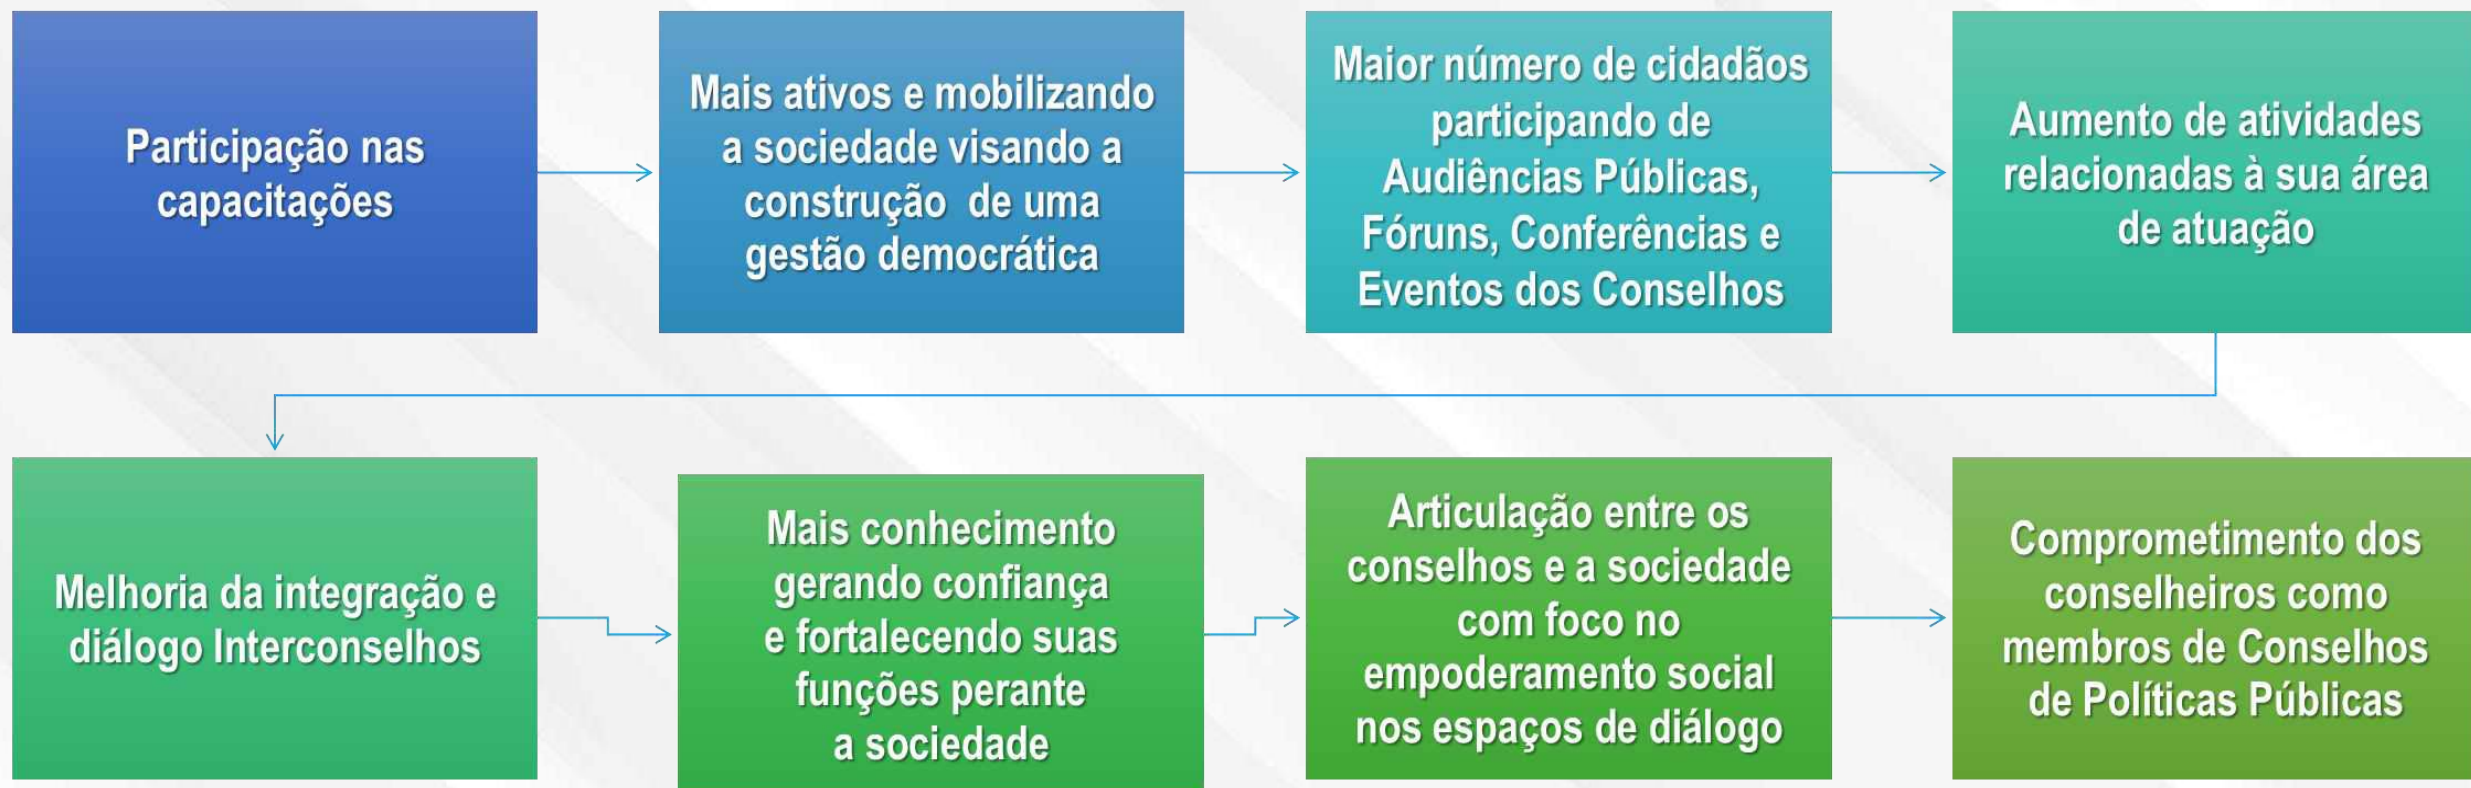 Participação nas
capacitações
Mais ativos e mobilizando
a sociedade visando a
construção de uma
gestão democrática
Maior número de cidadãos
participando de
Audiências Públicas,
Fóruns, Conferências e
Eventos dos Conselhos
Aumento de atividades
relacionadas à sua área
de atuação
Melhoria da integração e
diálogo Interconselhos
Mais conhecimento
gerando confiança
e fortalecendo suas
funções perante
a sociedade
Articulação entre os
conselhos e a sociedade
com foco no
empoderamento social
nos espaços de diálogo
Comprometimento dos
conselheiros como
membros de Conselhos
de Políticas Públicas